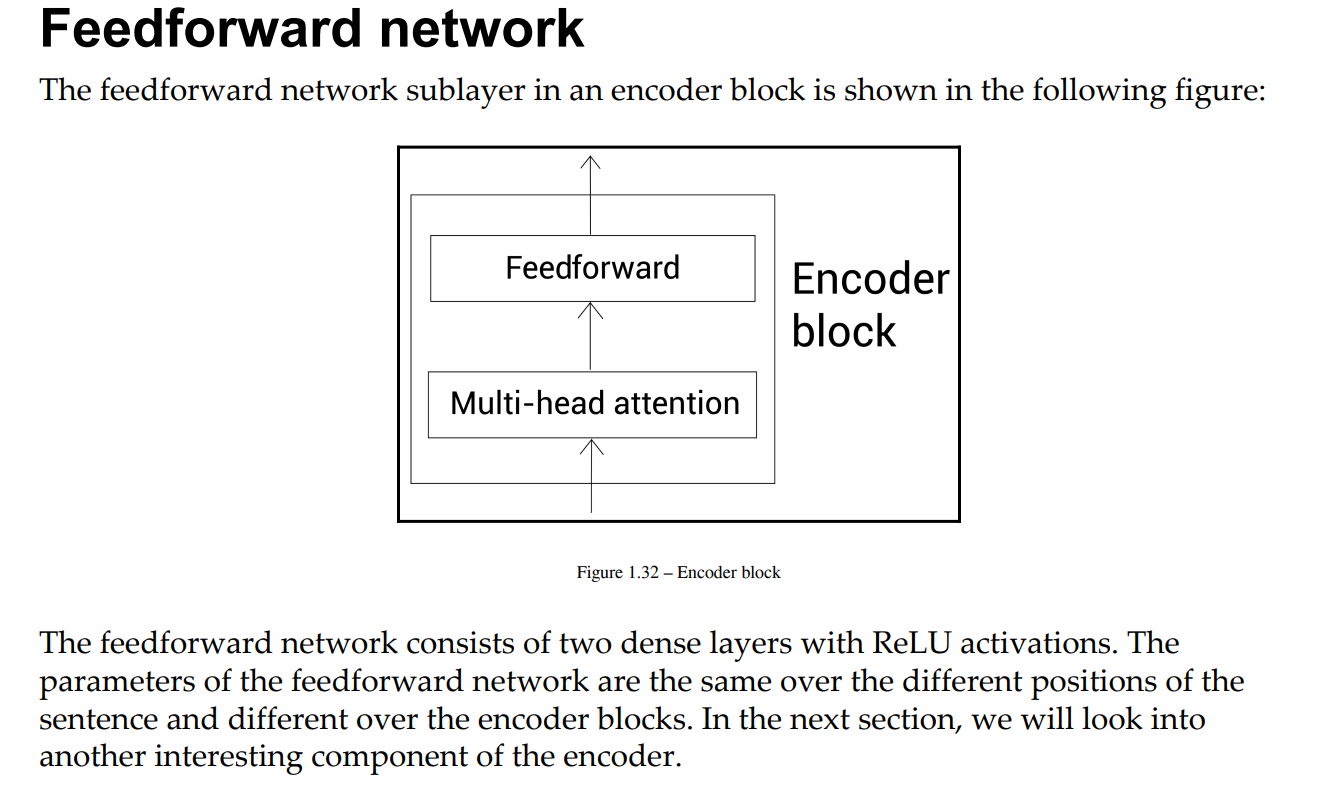 Feedforward network
The feedforward network sublayer in an encoder block is shown in the following figure:
Feedforward
Encoder
block
Multi-head attention
Figure 1.32 – Encoder block
The feedforward network consists of two dense layers with ReLU activations. The
parameters of the feedforward network are the same over the different positions of the
sentence and different over the encoder blocks. In the next section, we will look into
another interesting component of the encoder.